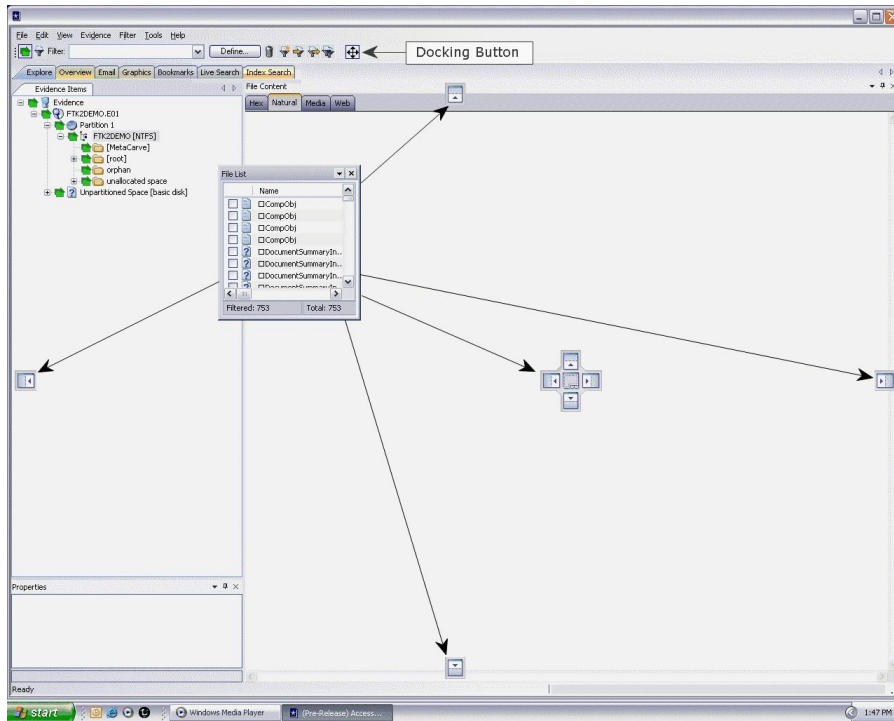 File Edit View Evidence Filter Tools Help
Filter: Define...
Docking Button
Explore Overview Email Graphics Bookmarks Live Search Index Search
Evidence Items
File Content
Hex Natural Media Web
Evidence
FTK2DEMO.E01
Partition 1
FTK2DEMO [NTFS]
[MetaCarve]
[root]
orphan
unallocated space
Unpartitioned Space [basic disk]
File List
Name
□CompObj
□CompObj
□CompObj
□CompObj
□DocumentSummaryIn...
□DocumentSummaryIn...
□DocumentSummaryIn...
□DocumentSummaryIn...
Filtered: 753 Total: 753
Properties
Ready
start Windows Media Player (Pre-Release) Access... 1:47 PM